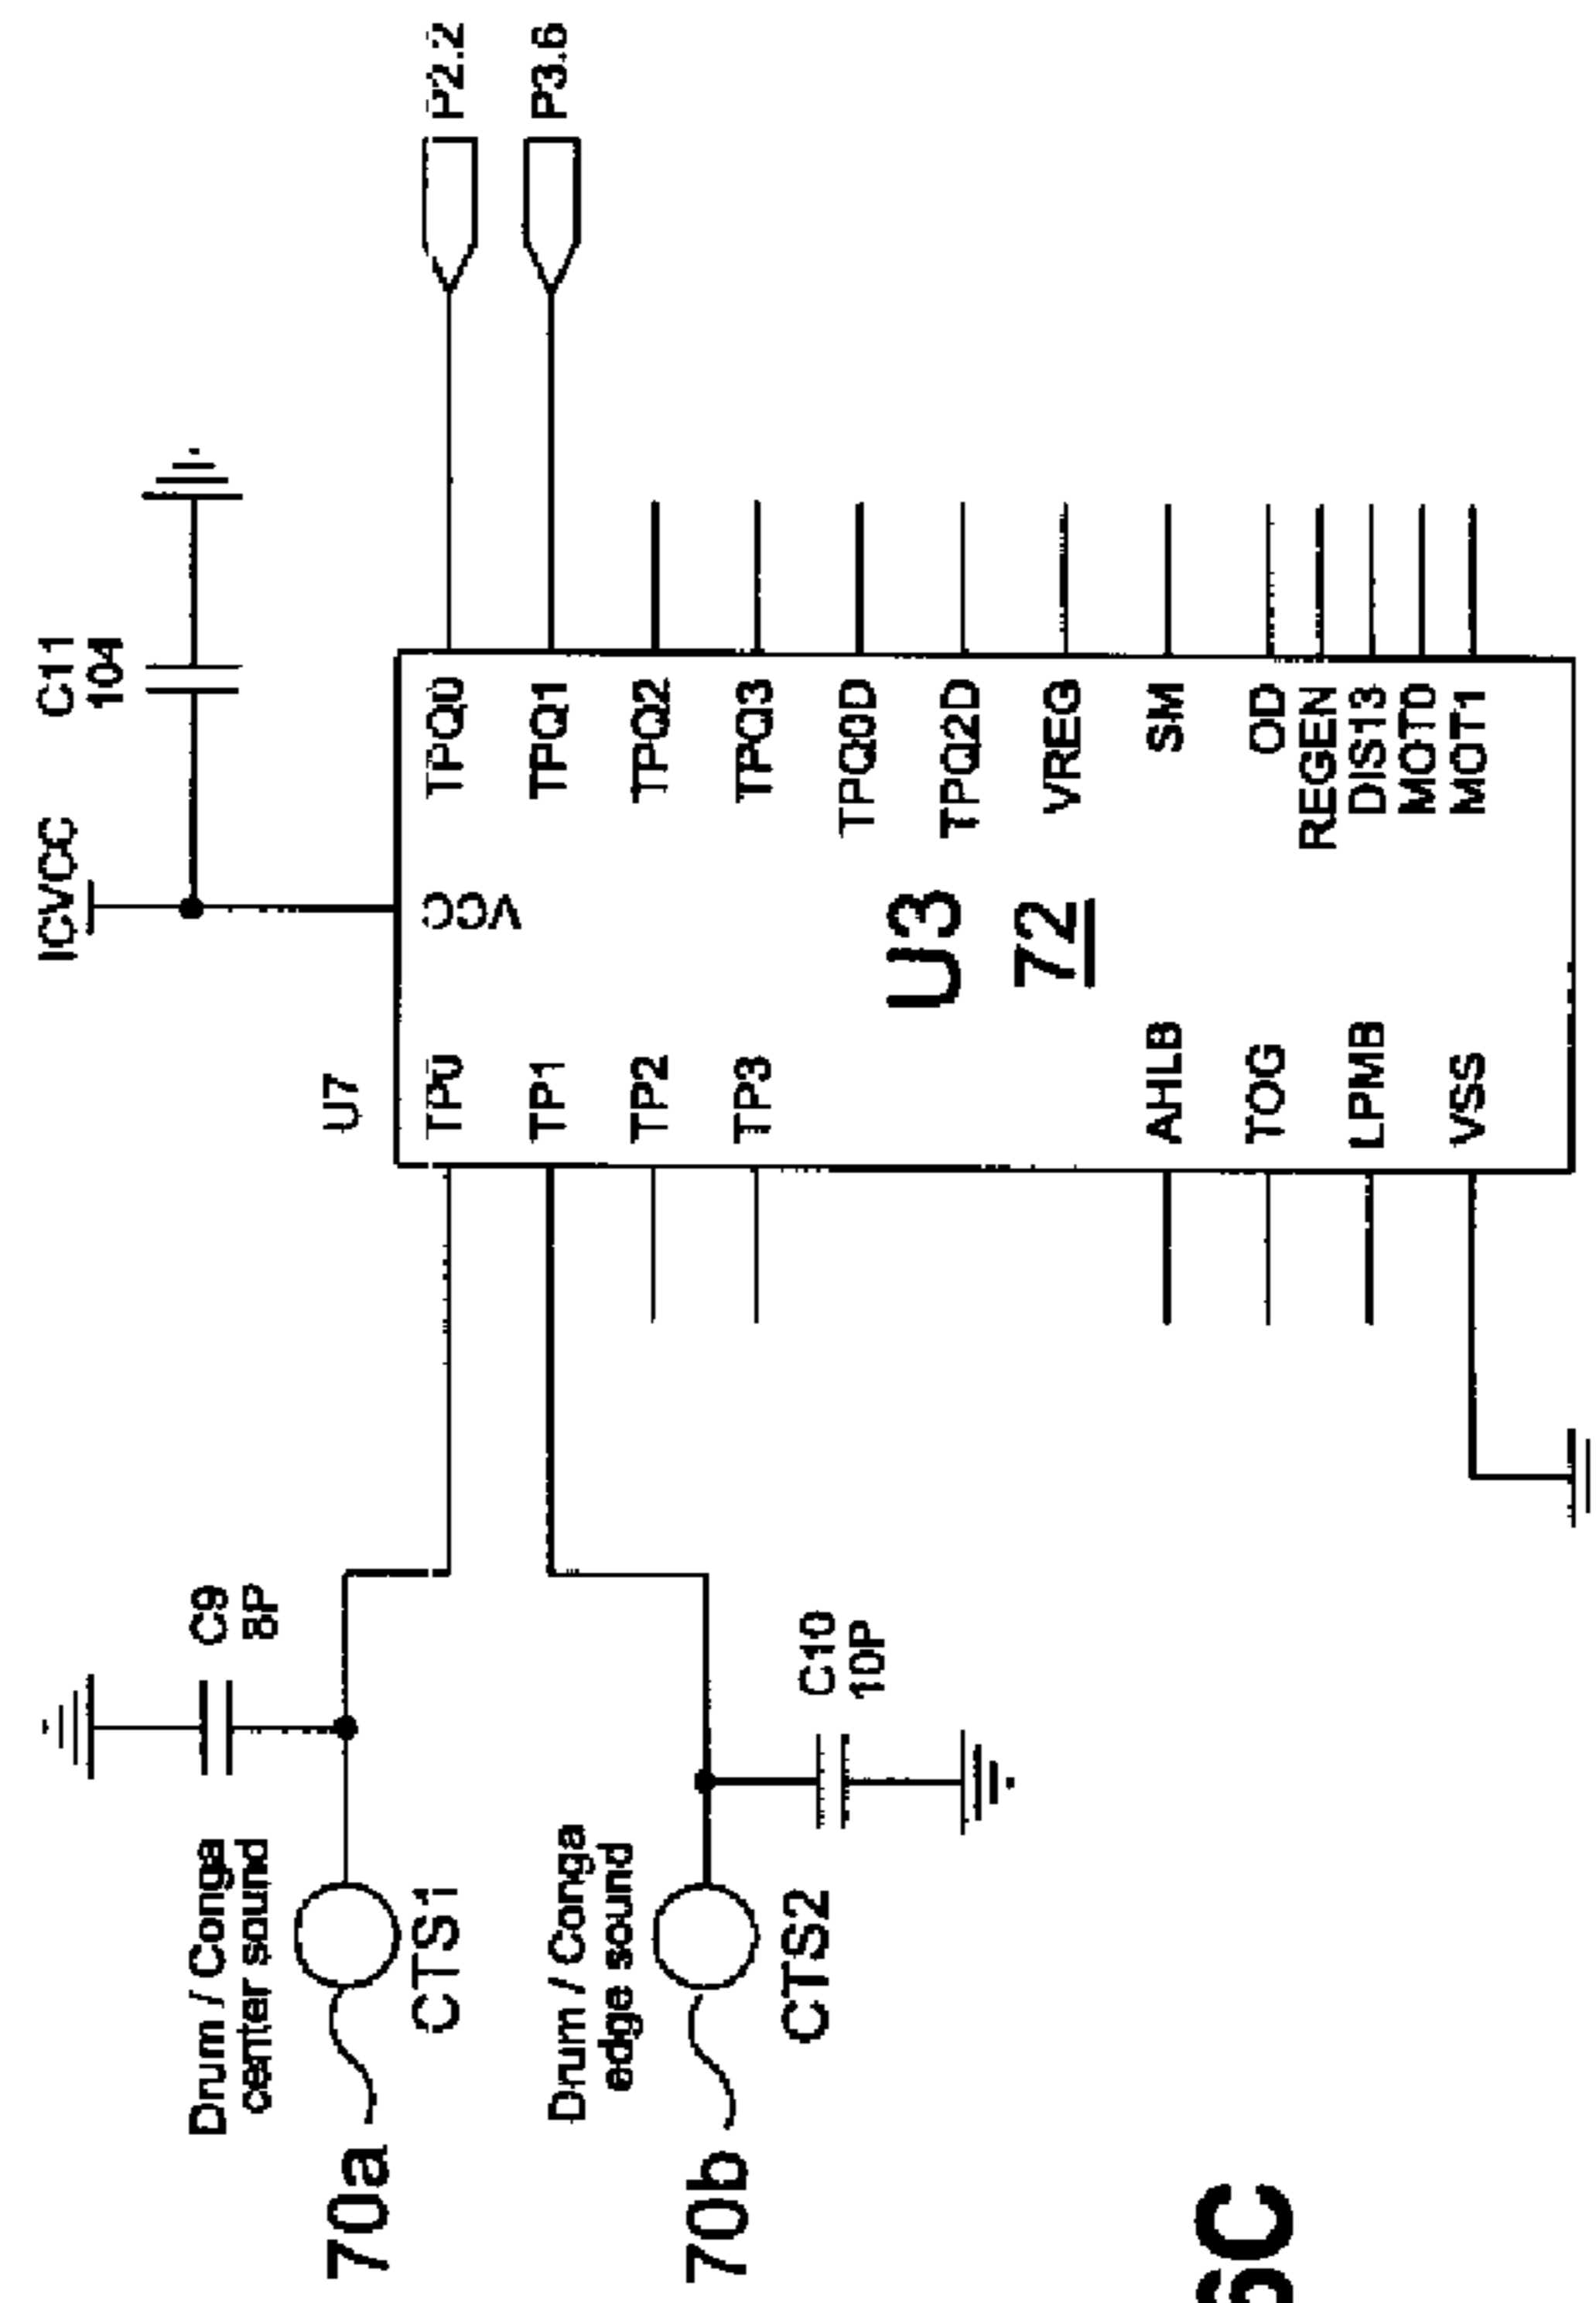 ICVCC
C11
104
U7
VCC
TP0
TP1
TP2
TP3
AHLB
TOG
LPMB
VSS
TPQ0
TPQ1
TPQ2
TPQ3
TPQ0D
TPQ2D
VREG
SM
OD
REGEN
DIS13
MOT0
MOT1
U3
72
P2.2
P3.6
C9
8P
Drum / Conga
center sound
CTS1
70a
Drum / Conga
edge sound
CTS2
70b
C10
10P
6C